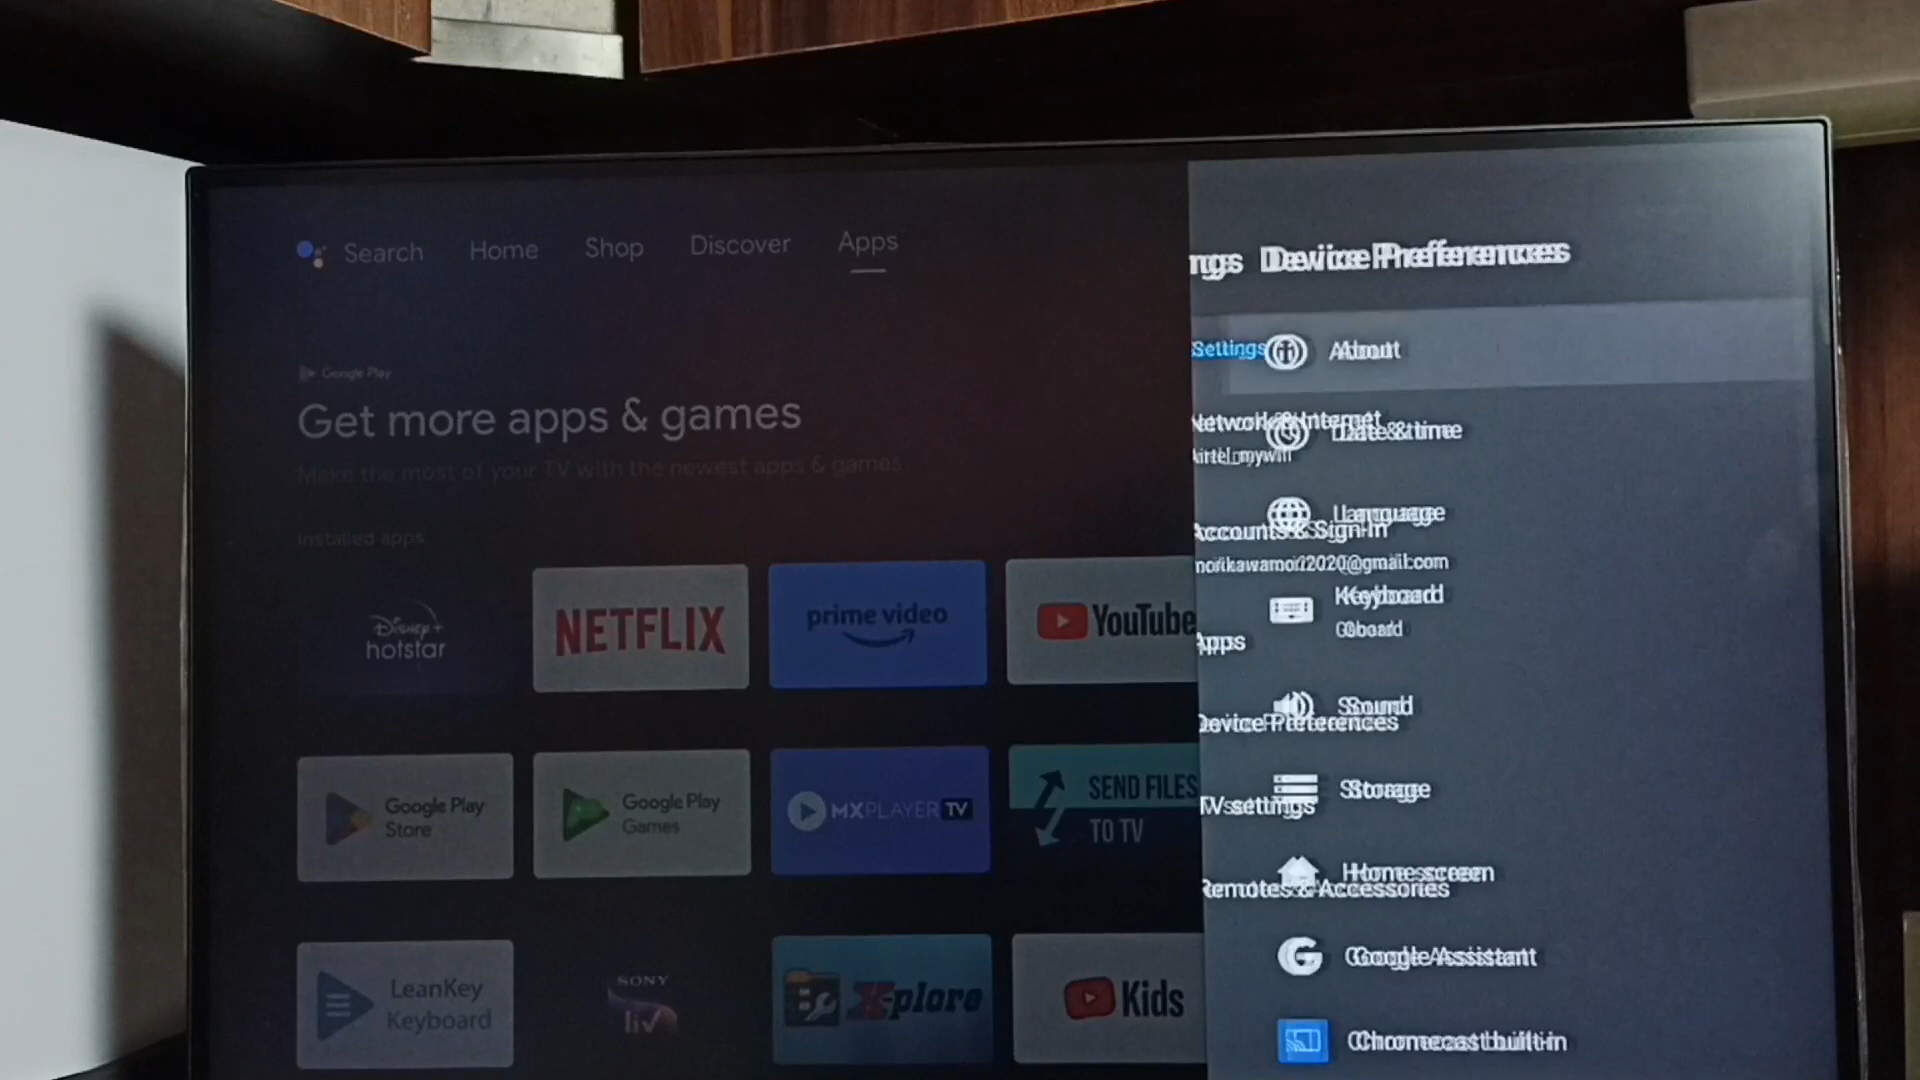 Search Home Shop Discover Apps
Google Play
Get more apps & games
Make the most of your TV with the newest apps & games
Installed apps
Disney+ hotstar
NETFLIX
prime video
YouTube
Google Play Store
Google Play Games
MXPLAYER TV
SEND FILES TO TV
LeanKey Keyboard
SONY liv
X-plore
Kids
ngs Device Preferences
Settings
About
Network & Internet
Date & time
Airtel_mywifi
Language
Accounts & Sign-In
Keyboard
Gboard
Apps
Sound
Device Preferences
Storage
TV settings
Home screen
Remotes & Accessories
Google Assistant
Chromecast built-in